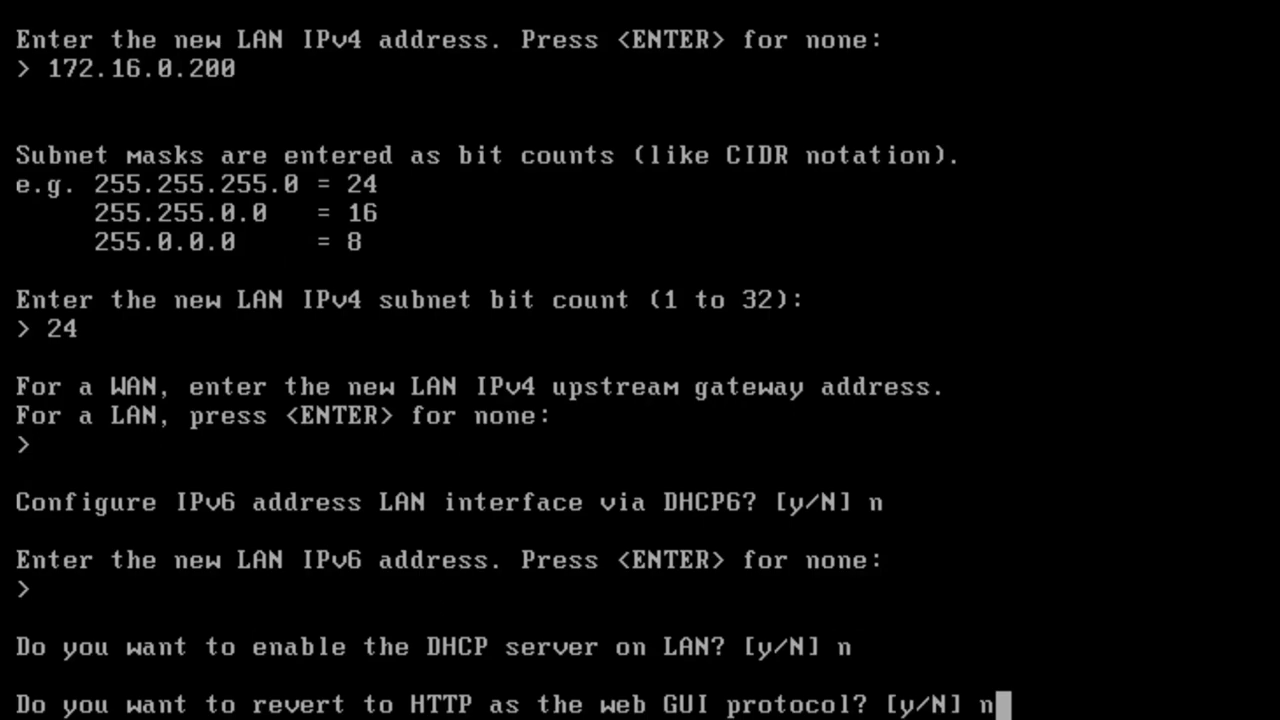 Enter the new LAN IPv4 address. Press <ENTER> for none:
> 172.16.0.200
Subnet masks are entered as bit counts (like CIDR notation).
e.g. 255.255.255.0 = 24
255.255.0.0 = 16
255.0.0.0 = 8
Enter the new LAN IPv4 subnet bit count (1 to 32):
> 24
For a WAN, enter the new LAN IPv4 upstream gateway address.
For a LAN, press <ENTER> for none:
>
Configure IPv6 address LAN interface via DHCP6? [y/N] n
Enter the new LAN IPv6 address. Press <ENTER> for none:
>
Do you want to enable the DHCP server on LAN? [y/N] n
Do you want to revert to HTTP as the web GUI protocol? [y/N] n